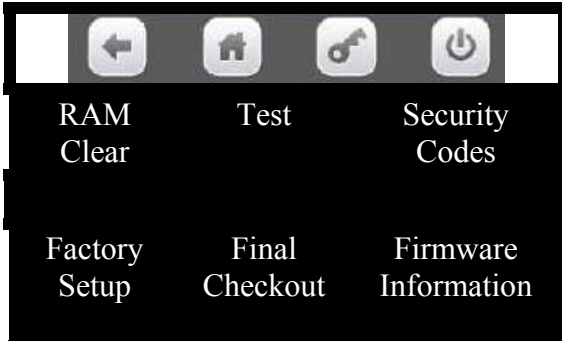 RAM Test Security
Clear Codes
Factory Final Firmware
Setup Checkout Information